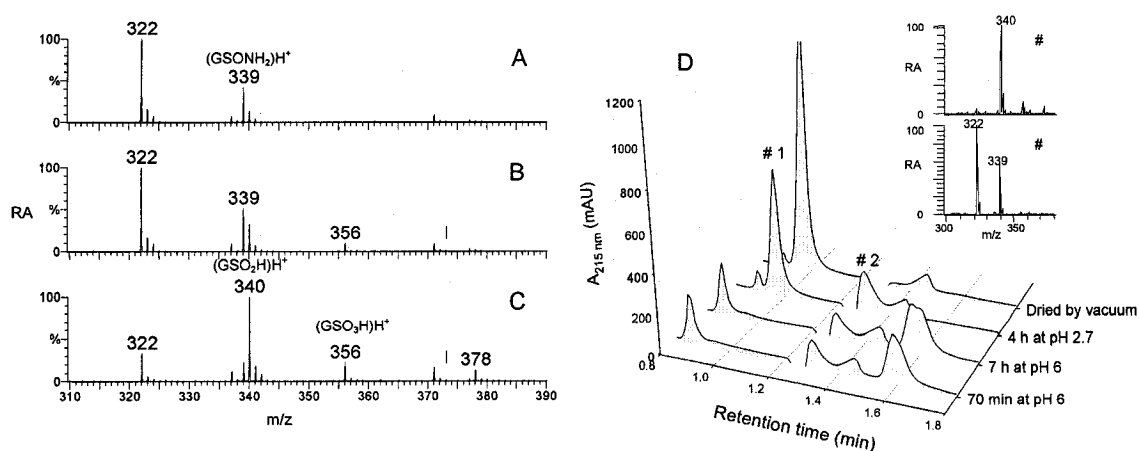 322
100
%
0
(GSONH₂)H⁺
339
A
322
100
%
0
RA
339
356
B
322
100
%
0
(GSO₂H)H⁺
340
(GSO₃H)H⁺
356
378
C
310 320 330 340 350 360 370 380 390
m/z
D
1200
1000
800
600
400
200
0
A₂₁₅ nm (mAU)
# 1
# 2
0.8 1.0 1.2 1.4 1.6 1.8
Retention time (min)
Dried by vacuum
4 h at pH 2.7
7 h at pH 6
70 min at pH 6
340
RA
#
322
339
RA
#
300 350
m/z